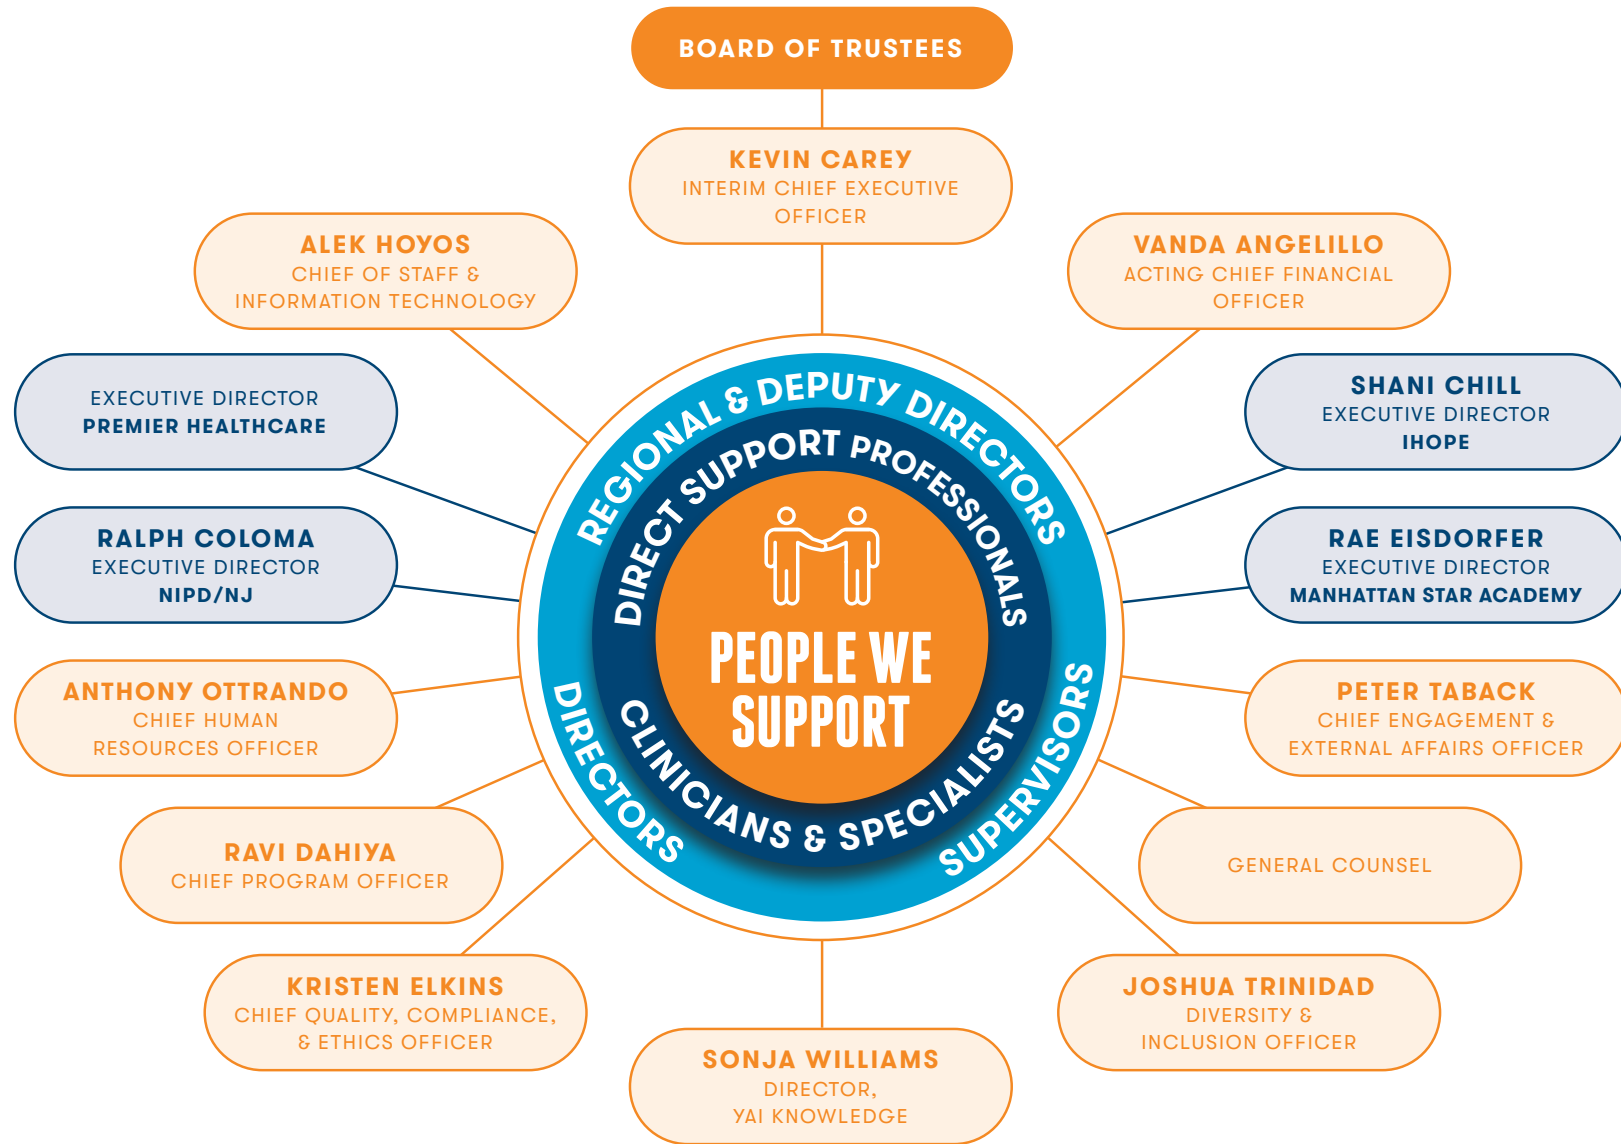 BOARD OF TRUSTEES
KEVIN CAREY
INTERIM CHIEF EXECUTIVE
OFFICER
ALEK HOYOS
CHIEF OF STAFF &
INFORMATION TECHNOLOGY
VANDA ANGELILLO
ACTING CHIEF FINANCIAL
OFFICER
EXECUTIVE DIRECTOR
PREMIER HEALTHCARE
SHANI CHILL
EXECUTIVE DIRECTOR
IHOPE
RALPH COLOMA
EXECUTIVE DIRECTOR
NIPD/NJ
RAE EISDORFER
EXECUTIVE DIRECTOR
MANHATTAN STAR ACADEMY
REGIONAL & DEPUTY DIRECTORS
DIRECT SUPPORT PROFESSIONALS
PEOPLE WE
SUPPORT
CLINICIANS & SPECIALISTS
DIRECTORS
SUPERVISORS
ANTHONY OTTRANDO
CHIEF HUMAN
RESOURCES OFFICER
PETER TABACK
CHIEF ENGAGEMENT &
EXTERNAL AFFAIRS OFFICER
RAVI DAHIYA
CHIEF PROGRAM OFFICER
GENERAL COUNSEL
KRISTEN ELKINS
CHIEF QUALITY, COMPLIANCE,
& ETHICS OFFICER
JOSHUA TRINIDAD
DIVERSITY &
INCLUSION OFFICER
SONJA WILLIAMS
DIRECTOR,
YAI KNOWLEDGE